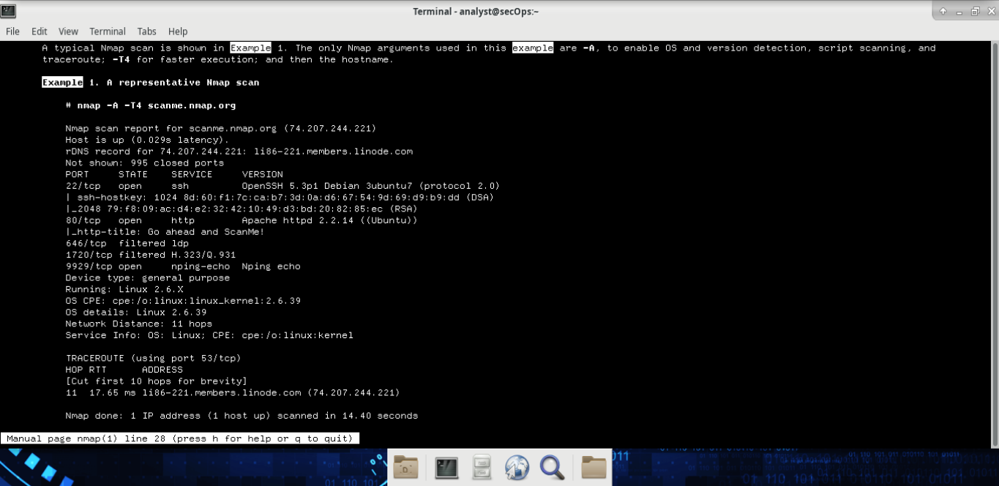 Terminal - analyst@secOps:~
File Edit View Terminal Tabs Help
A typical Nmap scan is shown in Example 1. The only Nmap arguments used in this example are -A, to enable OS and version detection, script scanning, and
traceroute; -T4 for faster execution; and then the hostname.
Example 1. A representative Nmap scan
# nmap -A -T4 scanme.nmap.org
Nmap scan report for scanme.nmap.org (74.207.244.221)
Host is up (0.029s latency).
rDNS record for 74.207.244.221: li86-221.members.linode.com
Not shown: 995 closed ports
PORT     STATE    SERVICE     VERSION
22/tcp   open     ssh         OpenSSH 5.3p1 Debian 3ubuntu7 (protocol 2.0)
| ssh-hostkey: 1024 8d:60:f1:7c:ca:b7:3d:0a:d6:67:54:9d:69:d9:b9:dd (DSA)
|_2048 79:f8:09:ac:d4:e2:32:42:10:49:d3:bd:20:82:85:ec (RSA)
80/tcp   open     http        Apache httpd 2.2.14 ((Ubuntu))
|_http-title: Go ahead and ScanMe!
646/tcp  filtered ldp
1720/tcp filtered H.323/Q.931
9929/tcp open     nping-echo  Nping echo
Device type: general purpose
Running: Linux 2.6.X
OS CPE: cpe:/o:linux:linux_kernel:2.6.39
OS details: Linux 2.6.39
Network Distance: 11 hops
Service Info: OS: Linux; CPE: cpe:/o:linux:kernel
TRACEROUTE (using port 53/tcp)
HOP RTT      ADDRESS
[Cut first 10 hops for brevity]
11  17.65 ms li86-221.members.linode.com (74.207.244.221)
Nmap done: 1 IP address (1 host up) scanned in 14.40 seconds
Manual page nmap(1) line 28 (press h for help or q to quit)